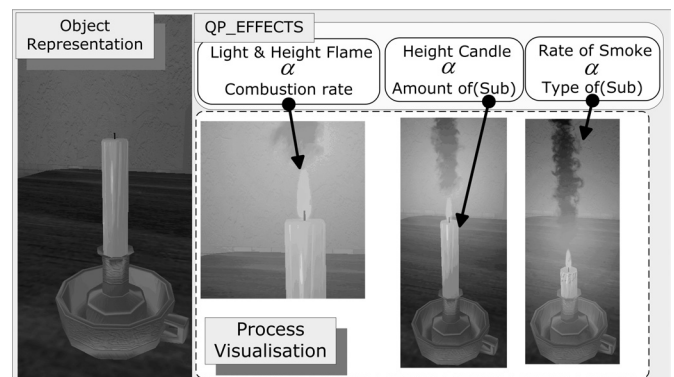 Object
Representation
QP_EFFECTS
Light & Height Flame
α
Combustion rate
Height Candle
α
Amount of(Sub)
Rate of Smoke
α
Type of(Sub)
Process
Visualisation